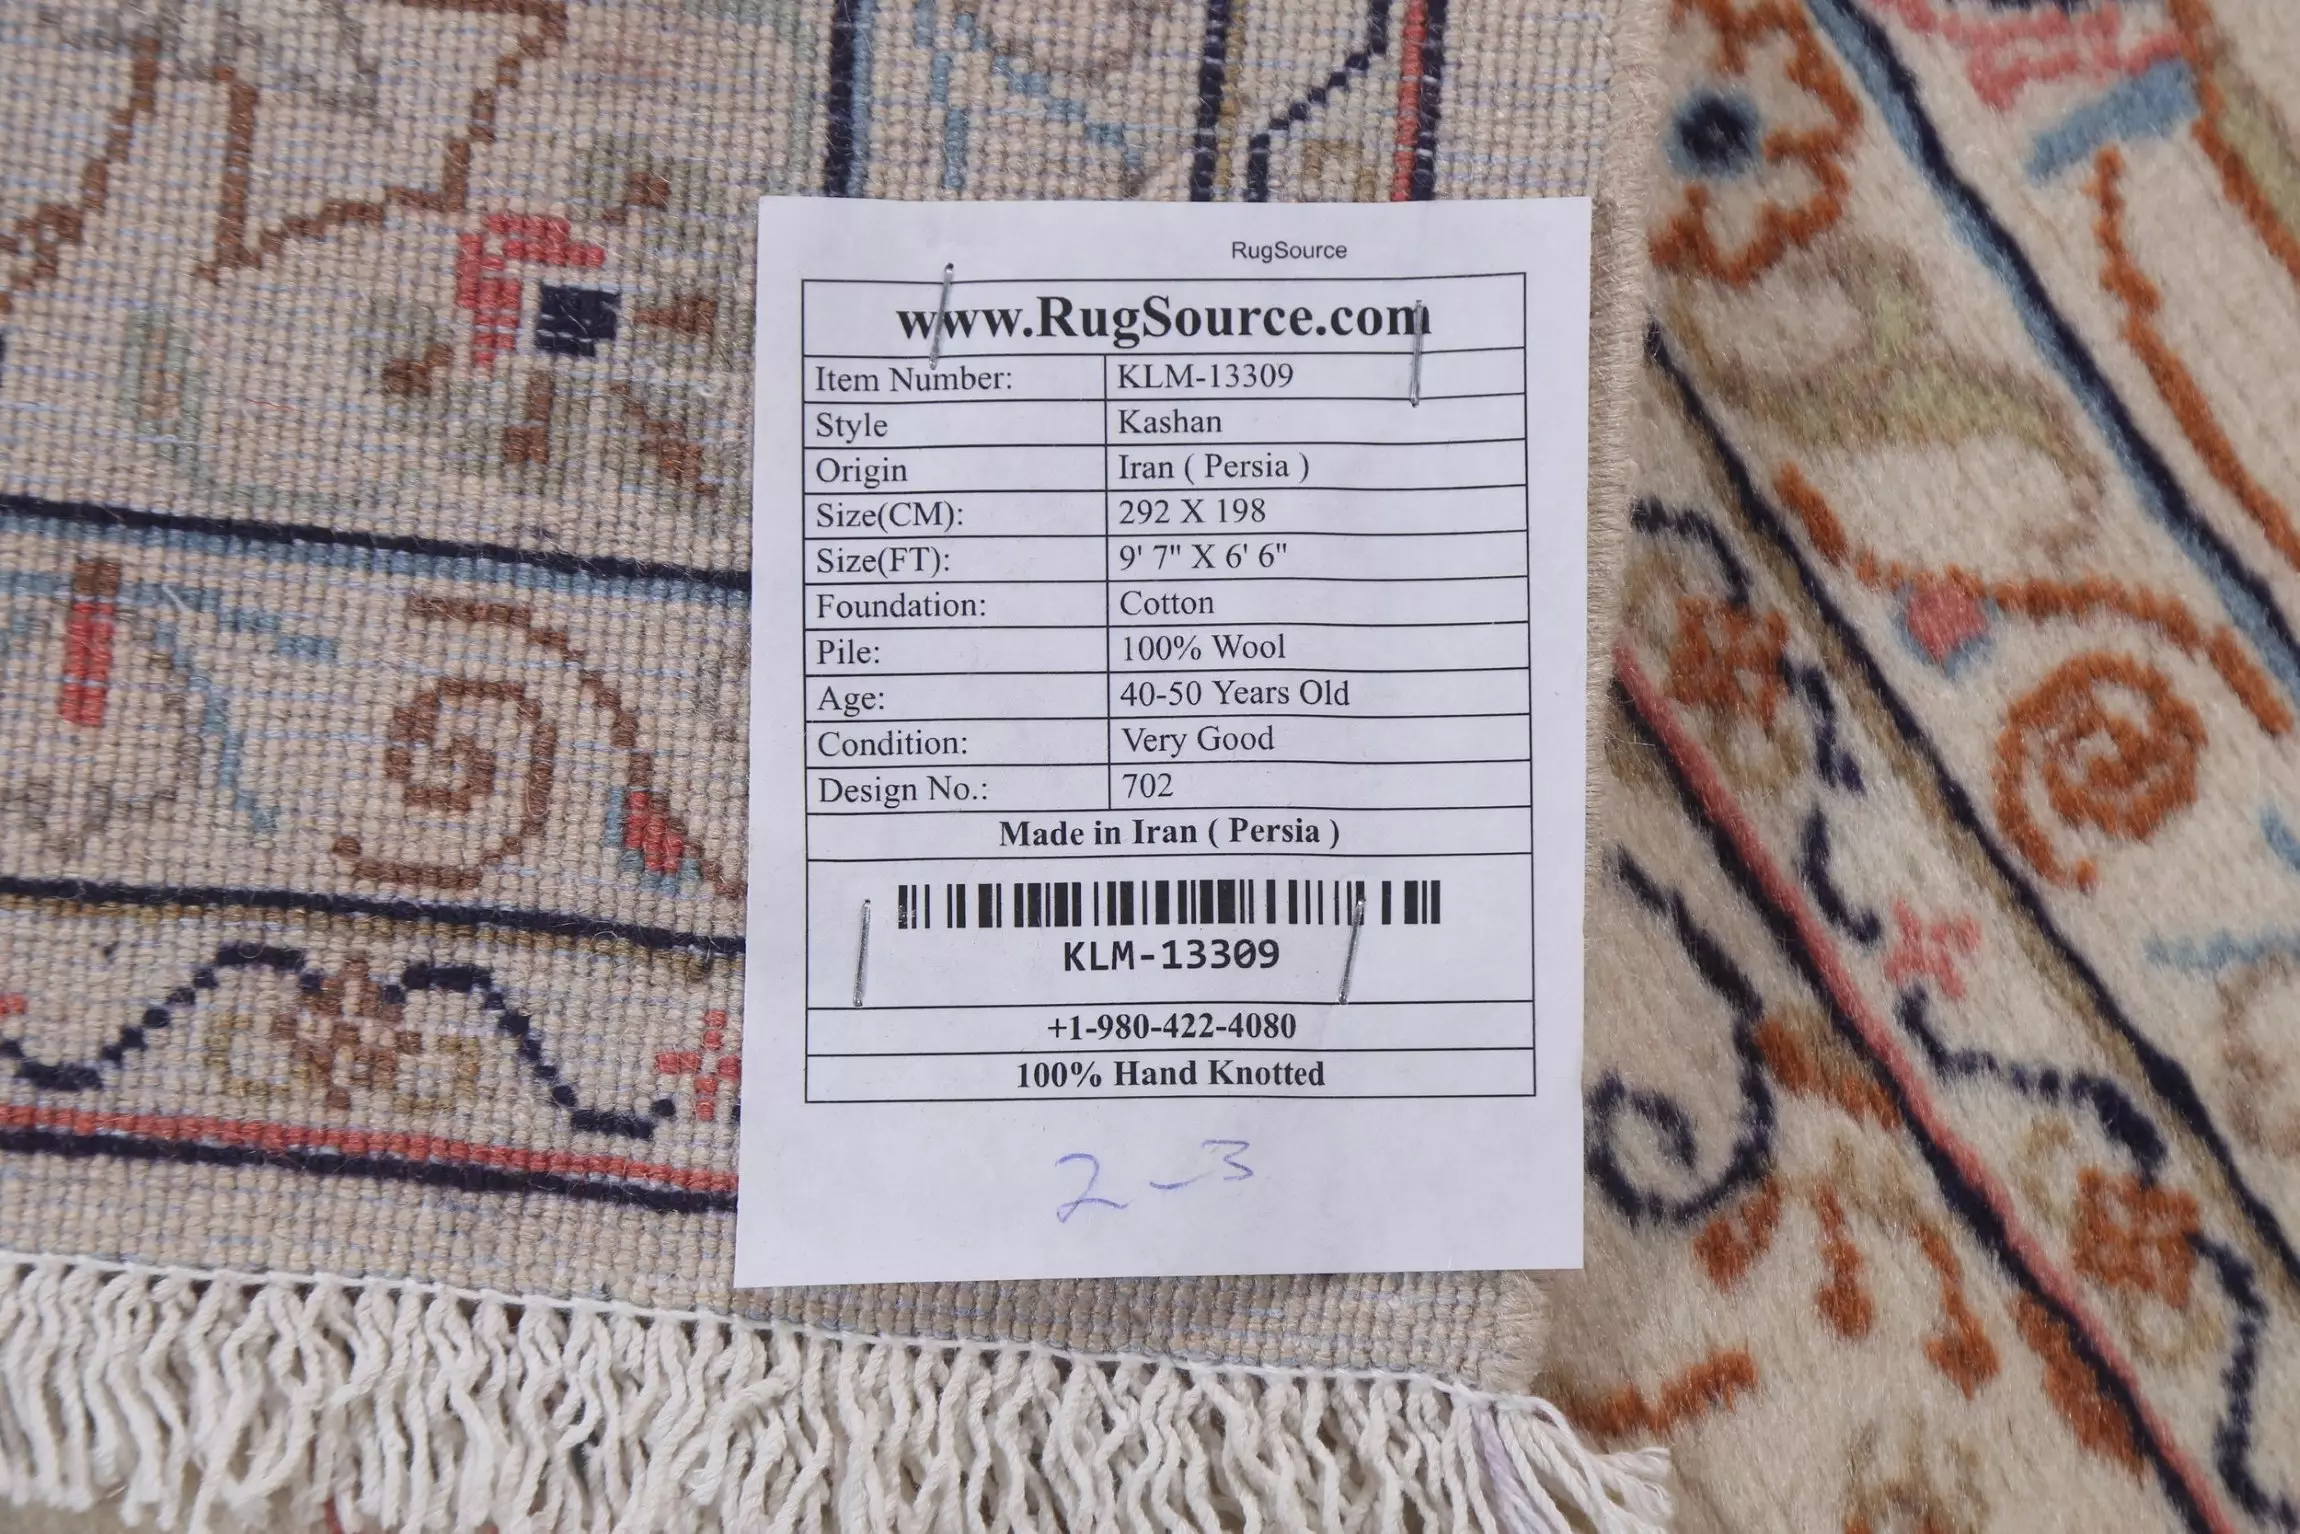 RugSource
www.RugSource.com
Item Number: KLM-13309
Style Kashan
Origin Iran ( Persia )
Size(CM): 292 X 198
Size(FT): 9' 7" X 6' 6"
Foundation: Cotton
Pile: 100% Wool
Age: 40-50 Years Old
Condition: Very Good
Design No.: 702
Made in Iran ( Persia )
KLM-13309
+1-980-422-4080
100% Hand Knotted
2-3